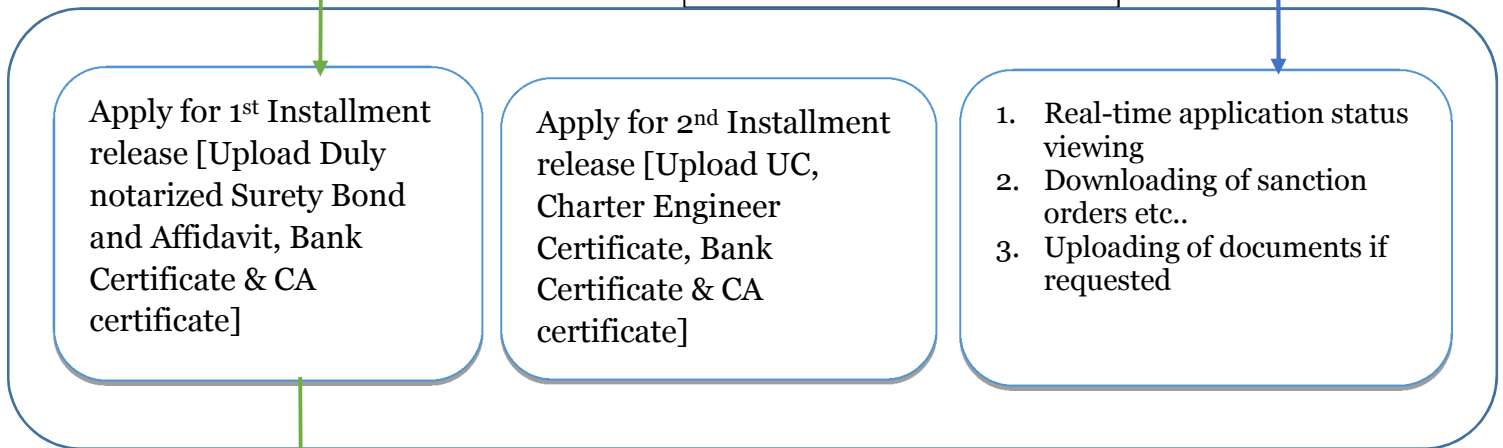 Apply for 1st Installment
release [Upload Duly
notarized Surety Bond
and Affidavit, Bank
Certificate & CA
certificate]
Apply for 2nd Installment
release [Upload UC,
Charter Engineer
Certificate, Bank
Certificate & CA
certificate]
1. Real-time application status
viewing
2. Downloading of sanction
orders etc..
3. Uploading of documents if
requested